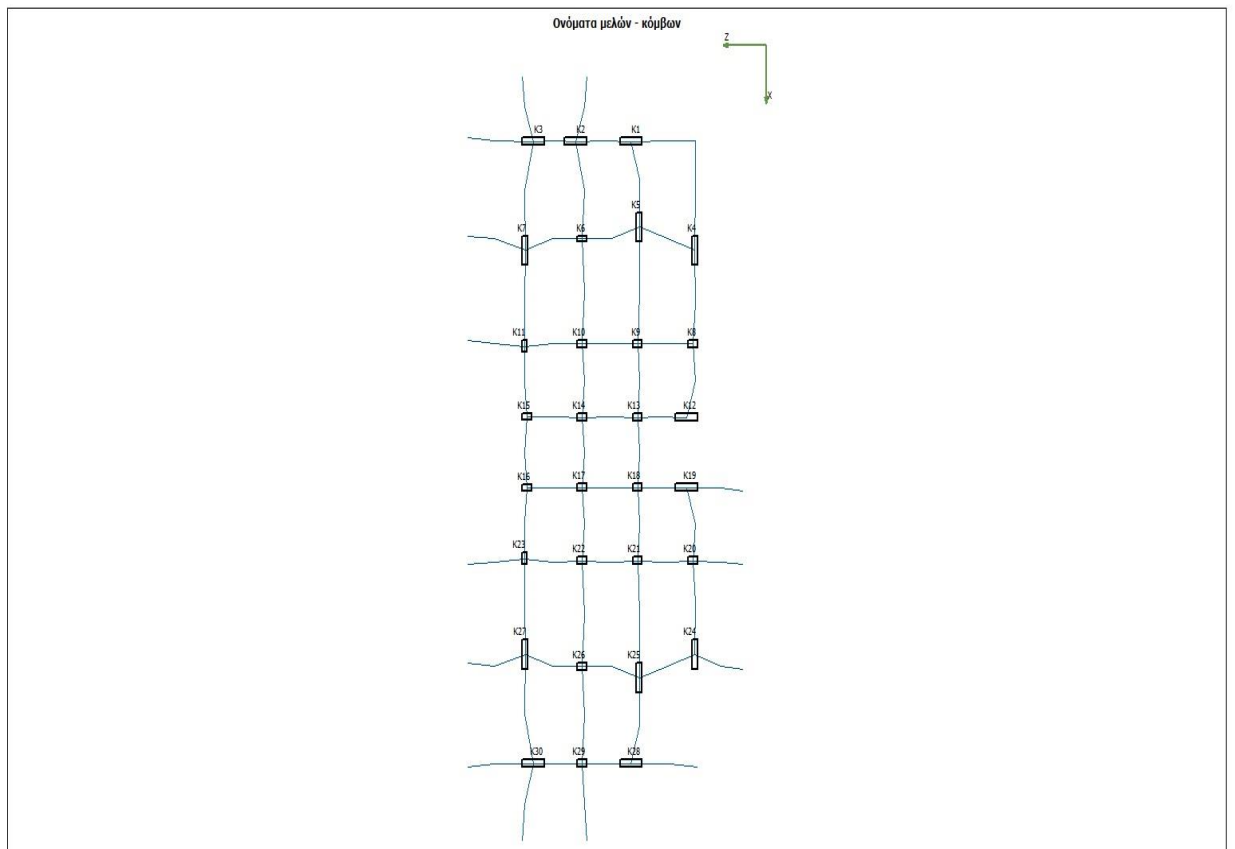 Ονόματα μελών - κόμβων
Z
X
K3 K2 K1
K7 K6 K5 K4
K11 K10 K9 K8
K15 K14 K13 K12
K16 K17 K18 K19
K23 K22 K21 K20
K27 K26 K25 K24
K30 K29 K28